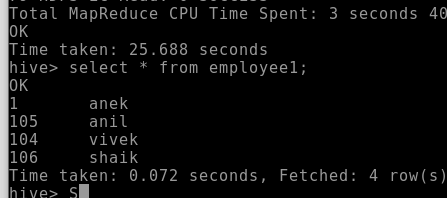 Total MapReduce CPU Time Spent: 3 seconds 40
OK
Time taken: 25.688 seconds
hive> select * from employee1;
OK
1 anek
105 anil
104 vivek
106 shaik
Time taken: 0.072 seconds, Fetched: 4 row(s)
hive> S